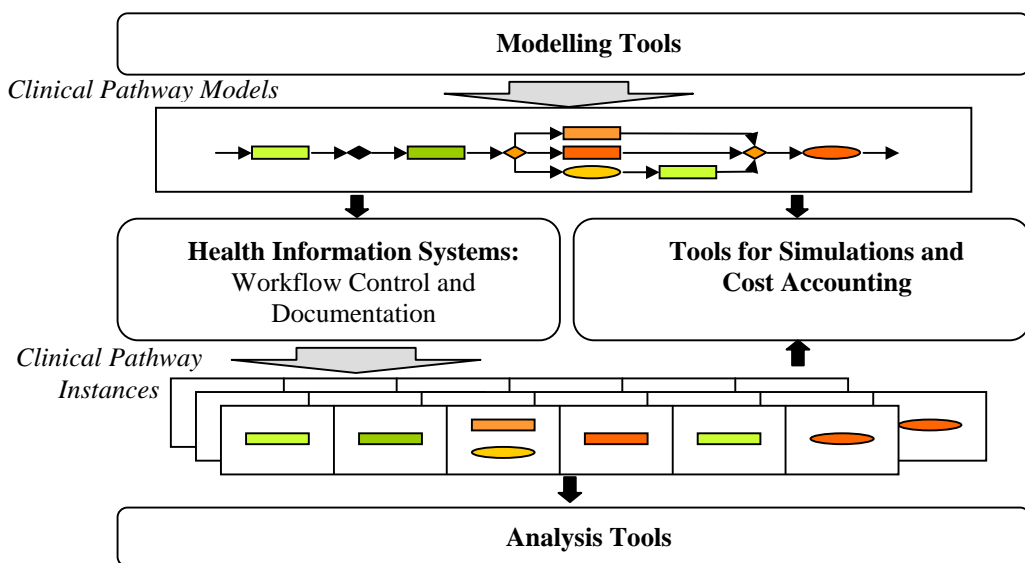 Modelling Tools
Clinical Pathway Models
Health Information Systems:
Workflow Control and
Documentation
Tools for Simulations and
Cost Accounting
Clinical Pathway
Instances
Analysis Tools